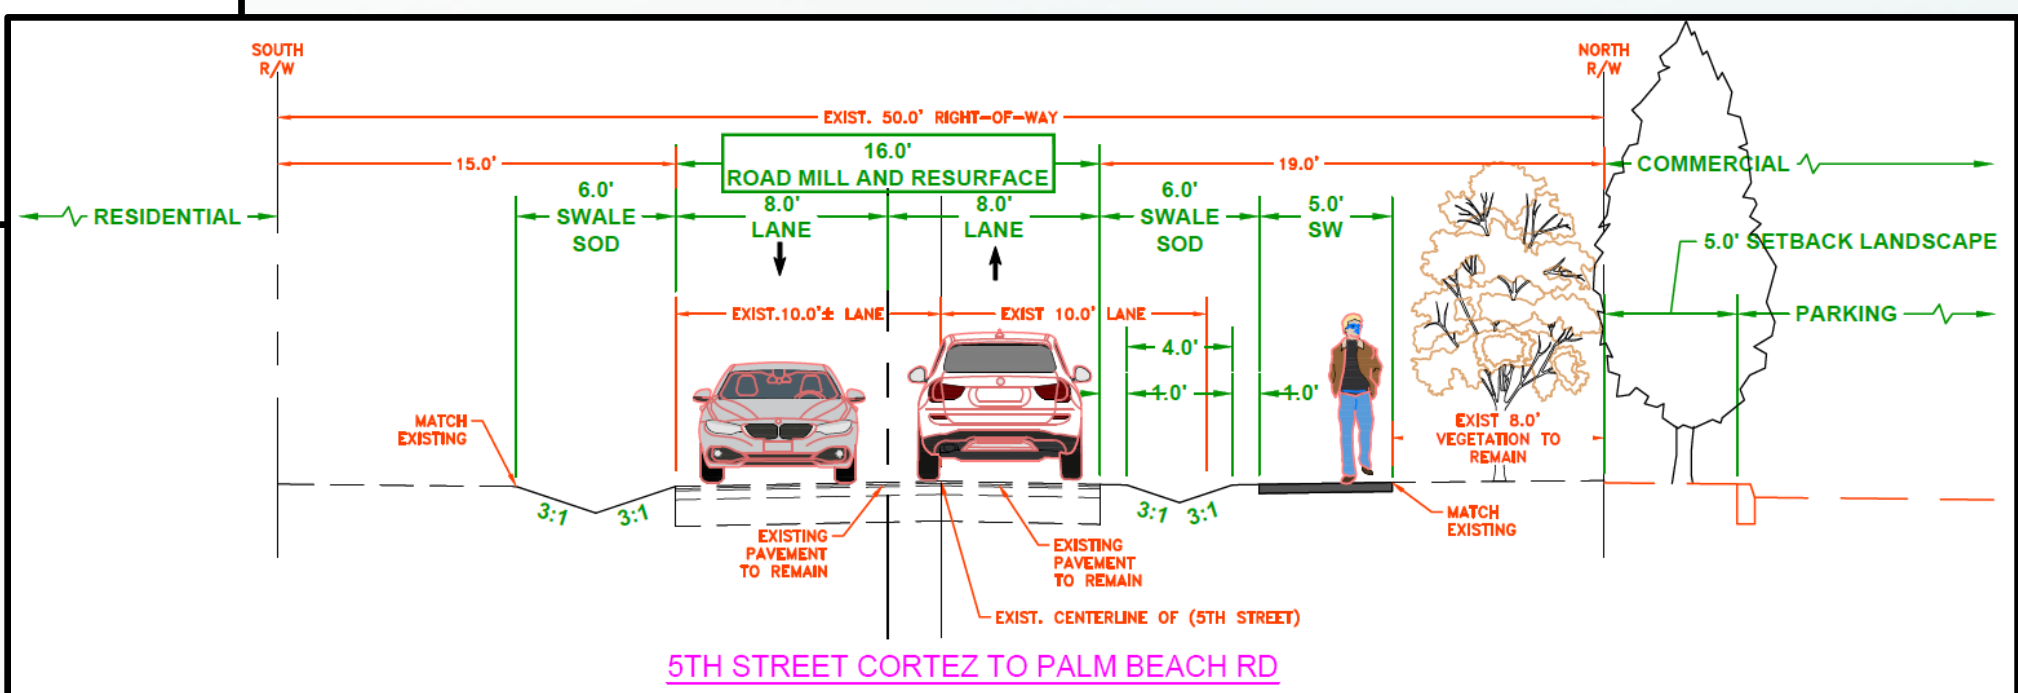 SOUTH
R/W
NORTH
R/W
EXIST. 50.0' RIGHT-OF-WAY
15.0'
16.0'
ROAD MILL AND RESURFACE
19.0'
COMMERCIAL
RESIDENTIAL
6.0'
SWALE
SOD
8.0'
LANE
8.0'
LANE
6.0'
SWALE
SOD
5.0'
SW
5.0' SETBACK LANDSCAPE
EXIST.10.0'± LANE
EXIST 10.0' LANE
PARKING
4.0'
1.0'
1.0'
MATCH
EXISTING
EXIST 8.0'
VEGETATION TO
REMAIN
3:1
3:1
3:1
3:1
MATCH
EXISTING
EXISTING
PAVEMENT
TO REMAIN
EXISTING
PAVEMENT
TO REMAIN
EXIST. CENTERLINE OF (5TH STREET)
5TH STREET CORTEZ TO PALM BEACH RD